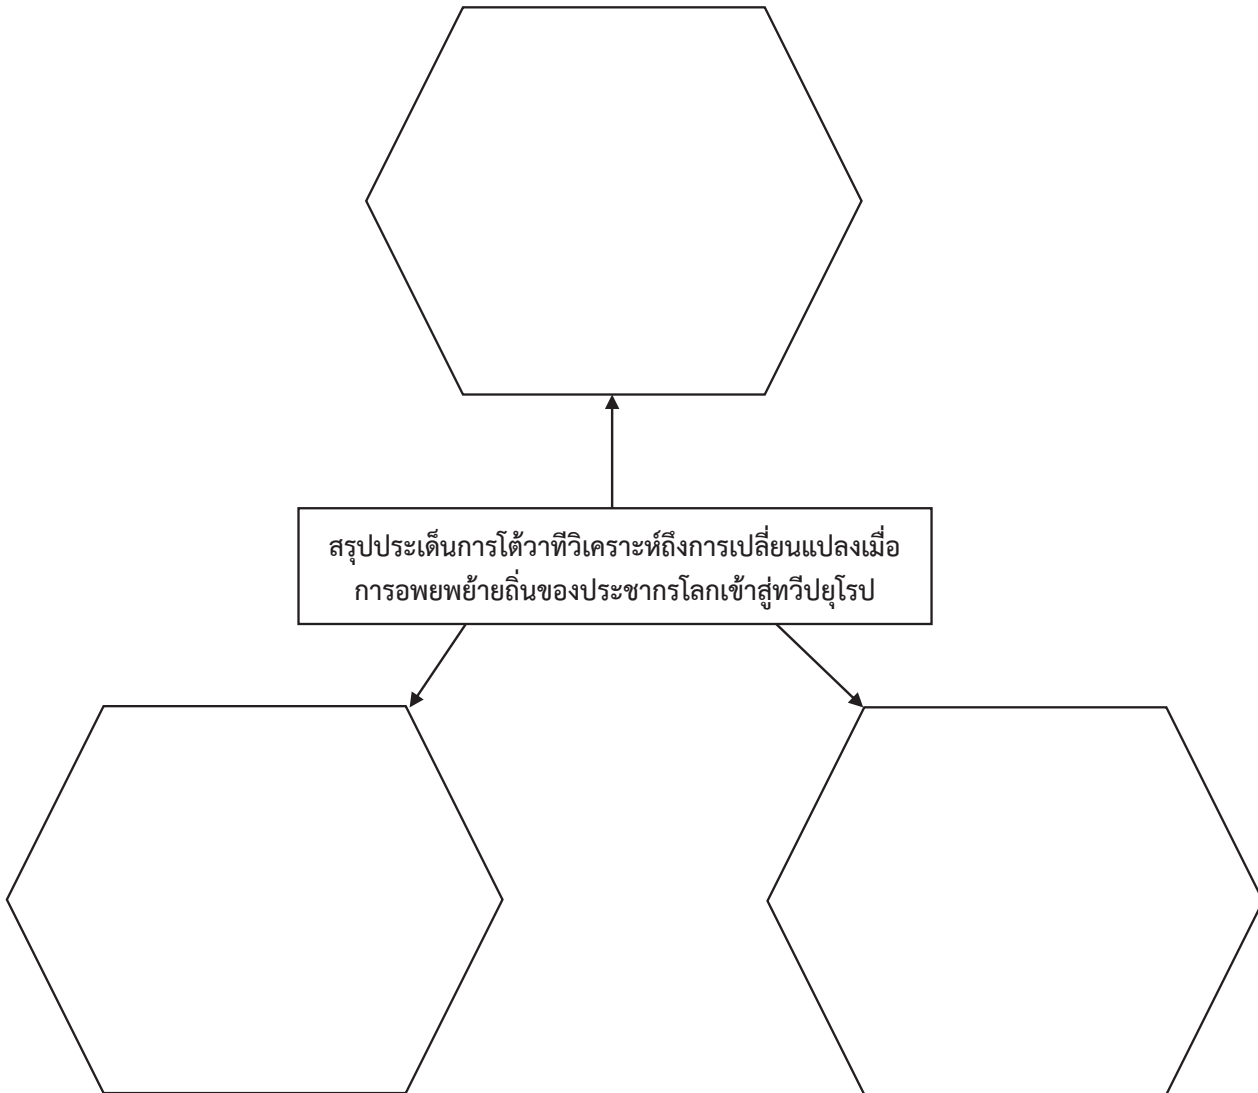 สรุปประเด็นการโต้วาทีวิเคราะห์ถึงการเปลี่ยนแปลงเมื่อ
การอพยพย้ายถิ่นของประชากรโลกเข้าสู่ทวีปยุโรป